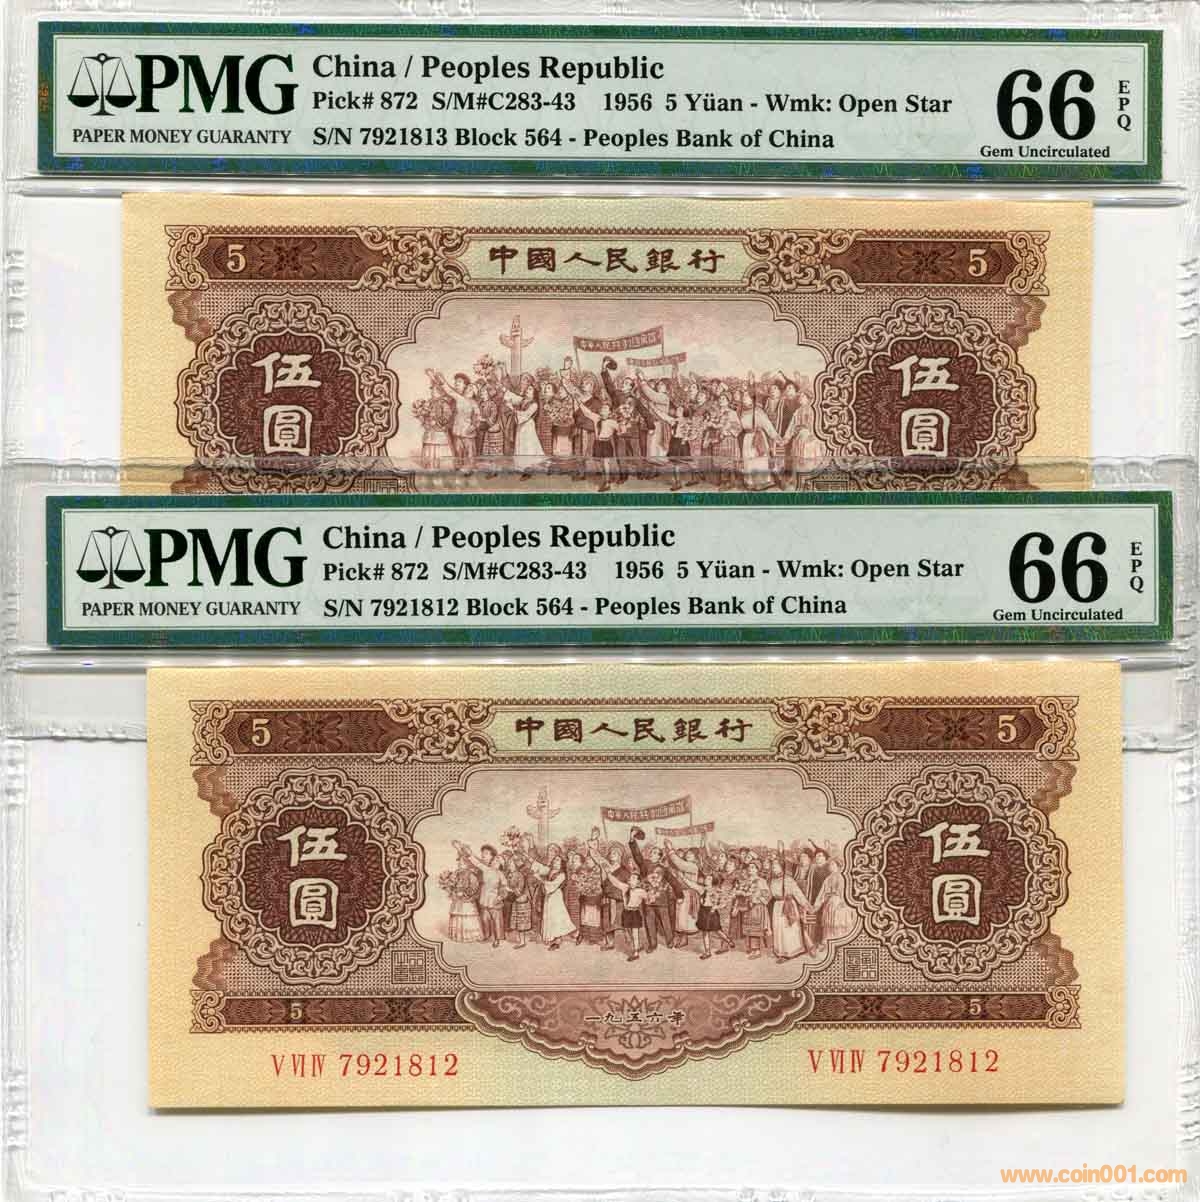 PMG
PAPER MONEY GUARANTY
China / Peoples Republic
Pick# 872 S/M#C283-43 1956 5 Yüan - Wmk: Open Star
S/N 7921813 Block 564 - Peoples Bank of China
66
EPQ
Gem Uncirculated
5
中國人民銀行
5
伍圓
伍圓
PMG
PAPER MONEY GUARANTY
China / Peoples Republic
Pick# 872 S/M#C283-43 1956 5 Yüan - Wmk: Open Star
S/N 7921812 Block 564 - Peoples Bank of China
66
EPQ
Gem Uncirculated
5
中國人民銀行
5
伍圓
伍圓
5
一九五六年
5
V VI IV 7921812
V VI IV 7921812
www.coin001.com